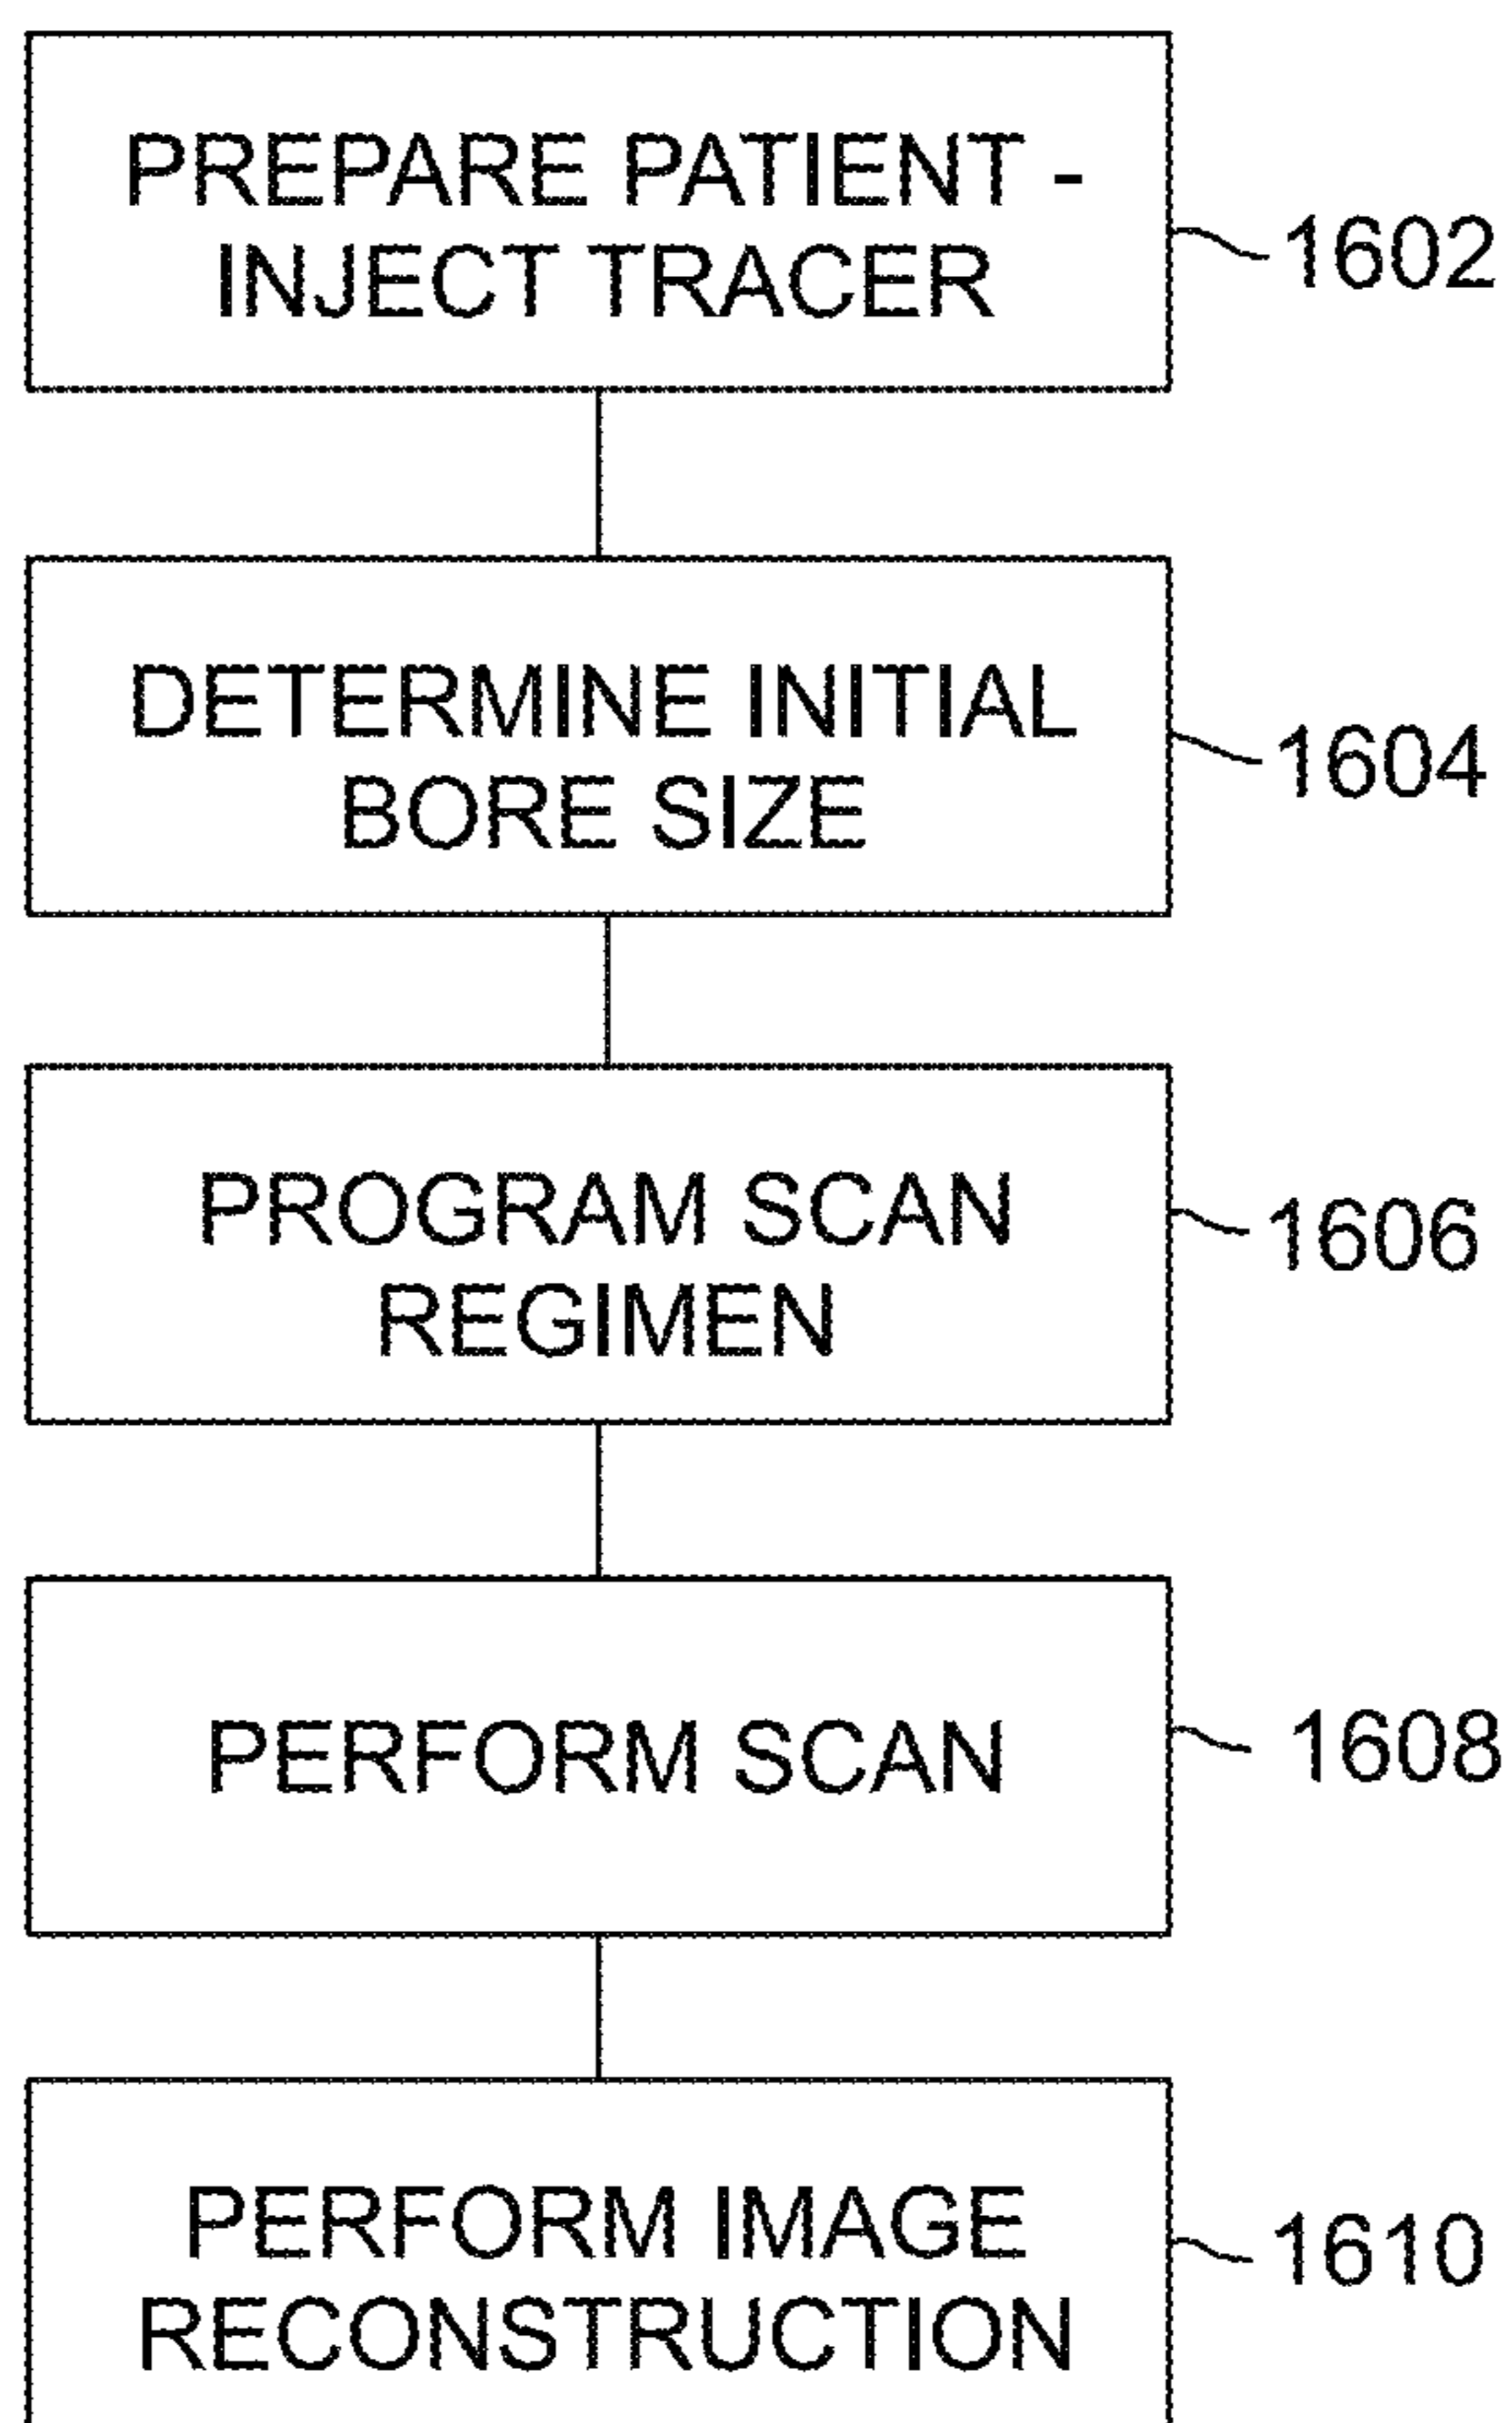 PREPARE PATIENT -
INJECT TRACER
1602
DETERMINE INITIAL
BORE SIZE
1604
PROGRAM SCAN
REGIMEN
1606
PERFORM SCAN
1608
PERFORM IMAGE
RECONSTRUCTION
1610